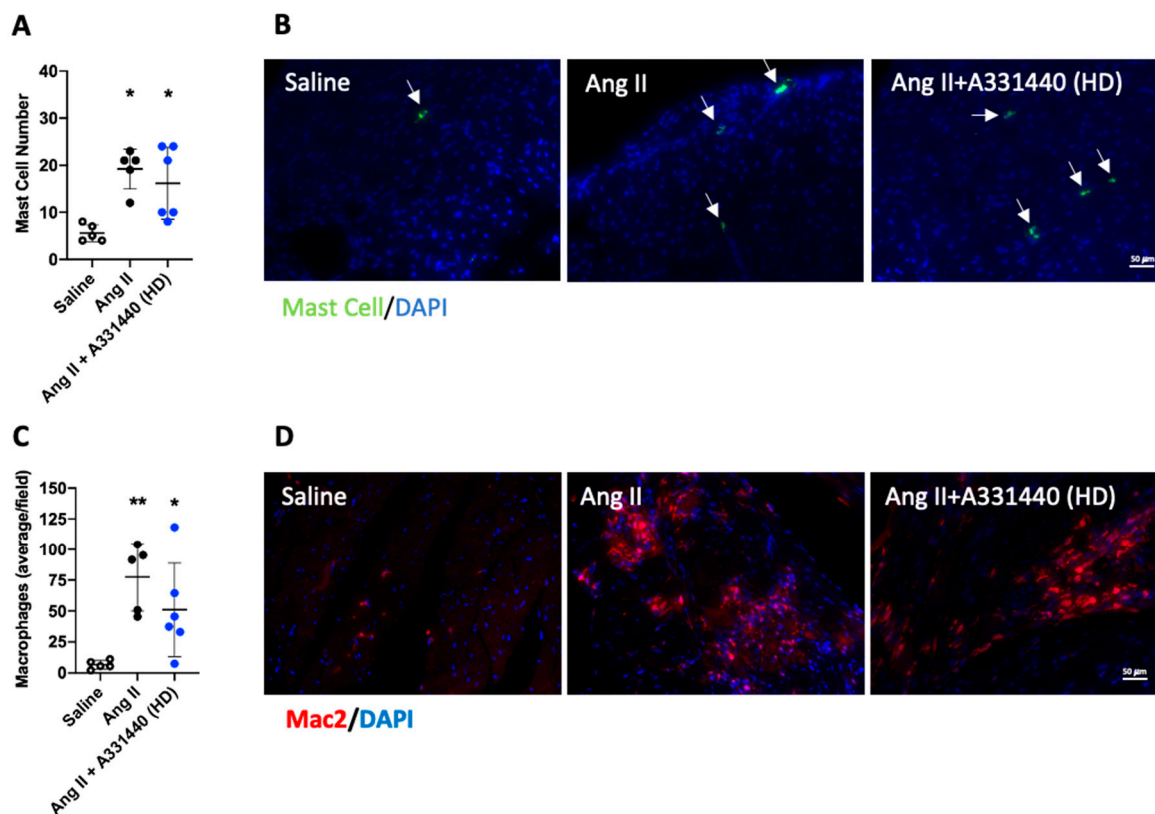 A
Mast Cell Number
40
30
20
10
0
*
*
Saline
Ang II
Ang II + A331440 (HD)
B
Saline
Ang II
Ang II+A331440 (HD)
50 µm
Mast Cell/DAPI
C
Macrophages (average/field)
150
125
100
75
50
25
0
**
*
Saline
Ang II
Ang II + A331440 (HD)
D
Saline
Ang II
Ang II+A331440 (HD)
50 µm
Mac2/DAPI